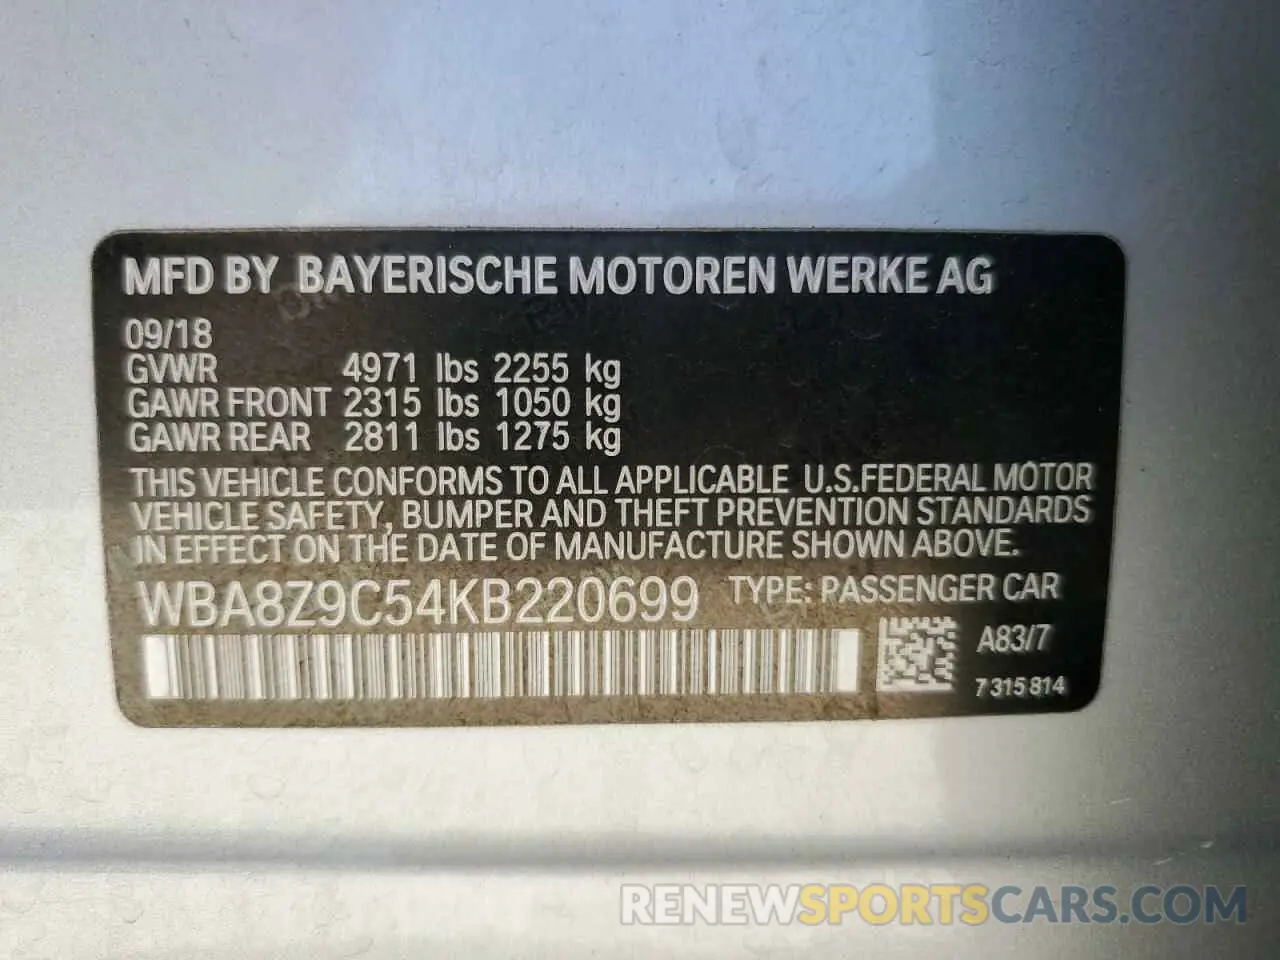 MFD BY BAYERISCHE MOTOREN WERKE AG
09/18
GVWR 4971 lbs 2255 kg
GAWR FRONT 2315 lbs 1050 kg
GAWR REAR 2811 lbs 1275 kg
THIS VEHICLE CONFORMS TO ALL APPLICABLE U.S.FEDERAL MOTOR
VEHICLE SAFETY, BUMPER AND THEFT PREVENTION STANDARDS
IN EFFECT ON THE DATE OF MANUFACTURE SHOWN ABOVE.
WBA8Z9C54KB220699 TYPE: PASSENGER CAR
A83/7
7 315 814
RENEWSPORTSCARS.COM